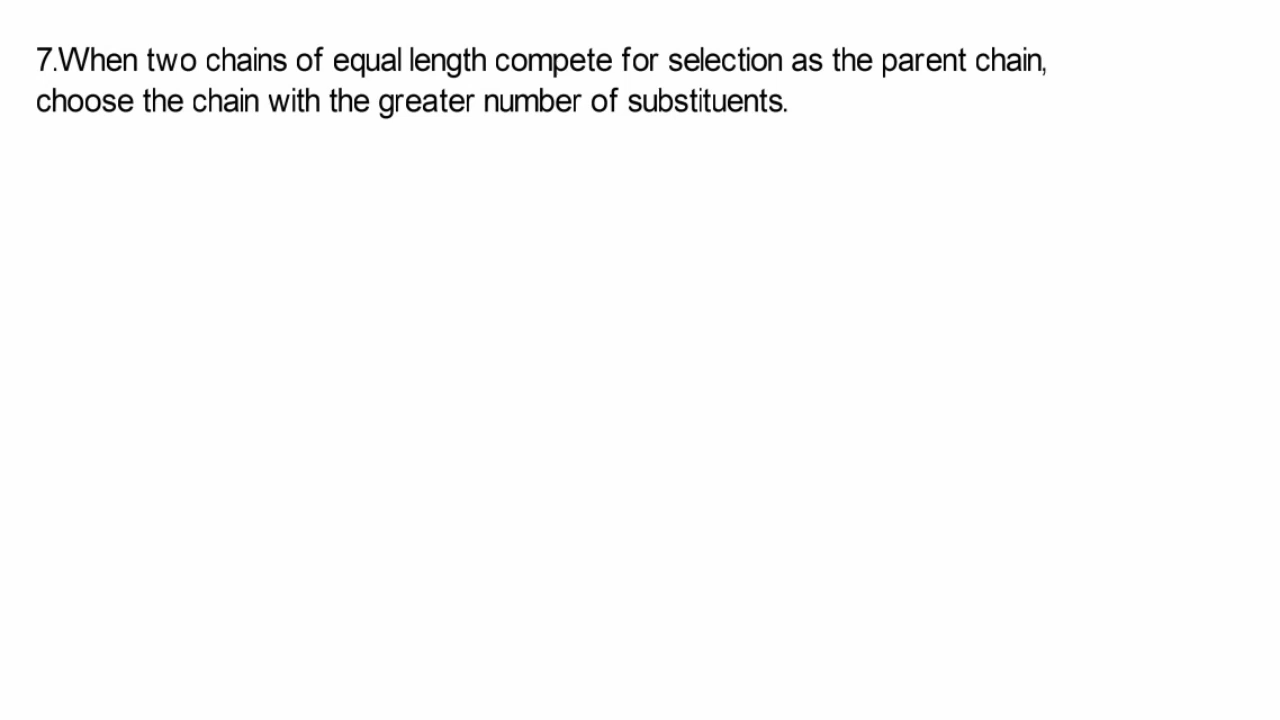 7.When two chains of equal length compete for selection as the parent chain,
choose the chain with the greater number of substituents.